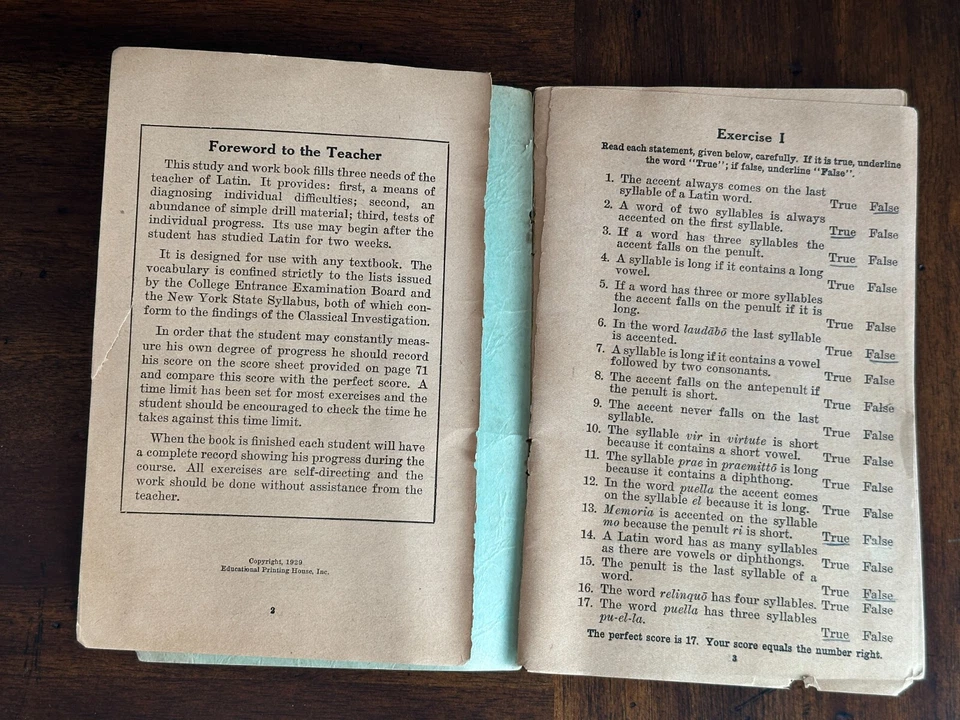 Foreword to the Teacher
This study and work book fills three needs of the
teacher of Latin. It provides: first, a means of
diagnosing individual difficulties; second, an
abundance of simple drill material; third, tests of
individual progress. Its use may begin after the
student has studied Latin for two weeks.
It is designed for use with any textbook. The
vocabulary is confined strictly to the lists issued
by the College Entrance Examination Board and
the New York State Syllabus, both of which con-
form to the findings of the Classical Investigation.
In order that the student may constantly meas-
ure his own degree of progress he should record
his score on the score sheet provided on page 71
and compare this score with the perfect score. A
time limit has been set for most exercises and the
student should be encouraged to check the time he
takes against this time limit.
When the book is finished each student will have
a complete record showing his progress during the
course. All exercises are self-directing and the
work should be done without assistance from the
teacher.
Copyright, 1929
Educational Printing House, Inc.
2
Exercise I
Read each statement, given below, carefully. If it is true, underline
the word "True"; if false, underline "False".
1. The accent always comes on the last
syllable of a Latin word. True False
2. A word of two syllables is always
accented on the first syllable. True False
3. If a word has three syllables the
accent falls on the penult. True False
4. A syllable is long if it contains a long
vowel. True False
5. If a word has three or more syllables
the accent falls on the penult if it is
long. True False
6. In the word laudābō the last syllable
is accented. True False
7. A syllable is long if it contains a vowel
followed by two consonants. True False
8. The accent falls on the antepenult if
the penult is short. True False
9. The accent never falls on the last
syllable. True False
10. The syllable vir in virtute is short
because it contains a short vowel. True False
11. The syllable prae in praemittō is long
because it contains a diphthong. True False
12. In the word puella the accent comes
on the syllable el because it is long. True False
13. Memoria is accented on the syllable
mo because the penult ri is short. True False
14. A Latin word has as many syllables
as there are vowels or diphthongs. True False
15. The penult is the last syllable of a
word. True False
16. The word relinquō has four syllables. True False
17. The word puella has three syllables
pu-el-la. True False
The perfect score is 17. Your score equals the number right.
3